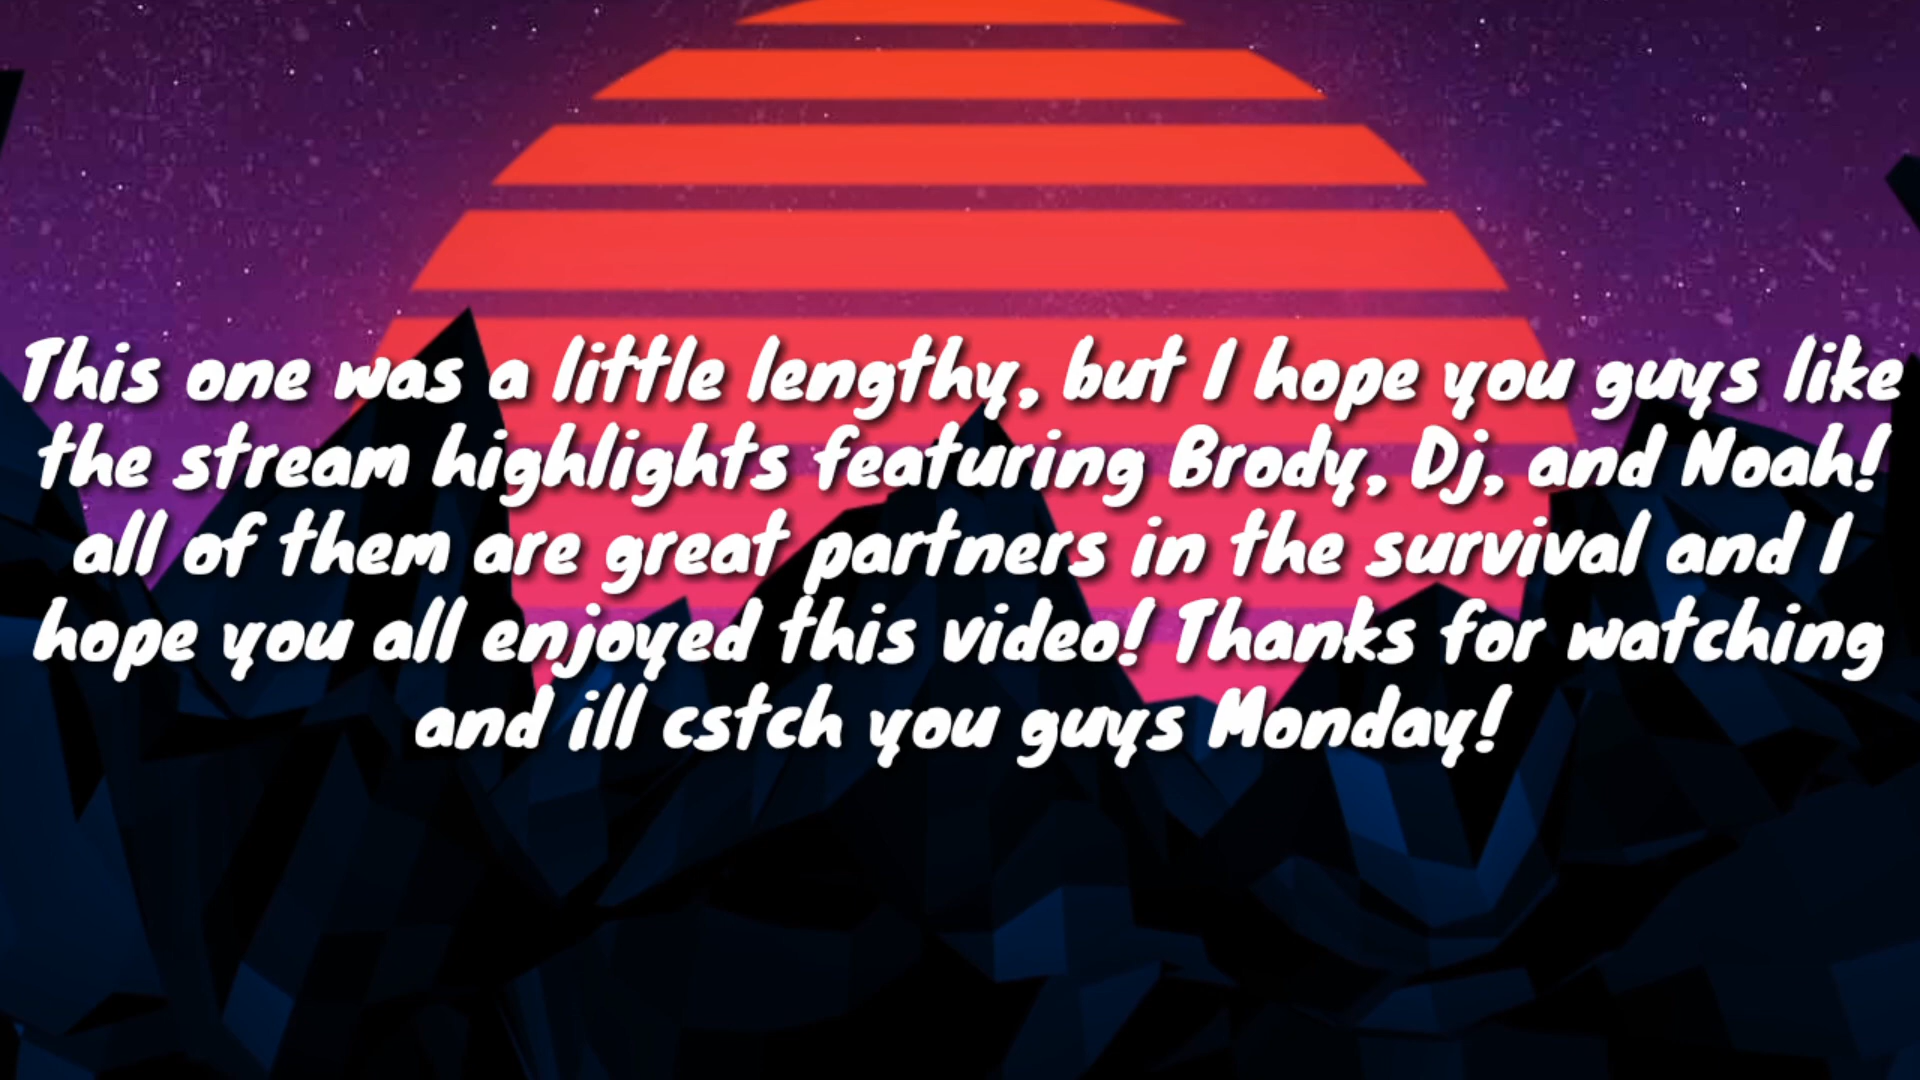 This one was a little lengthy, but I hope you guys like
the stream highlights featuring Brody, Dj, and Noah!
all of them are great partners in the survival and I
hope you all enjoyed this video! Thanks for watching
and ill cstch you guys Monday!